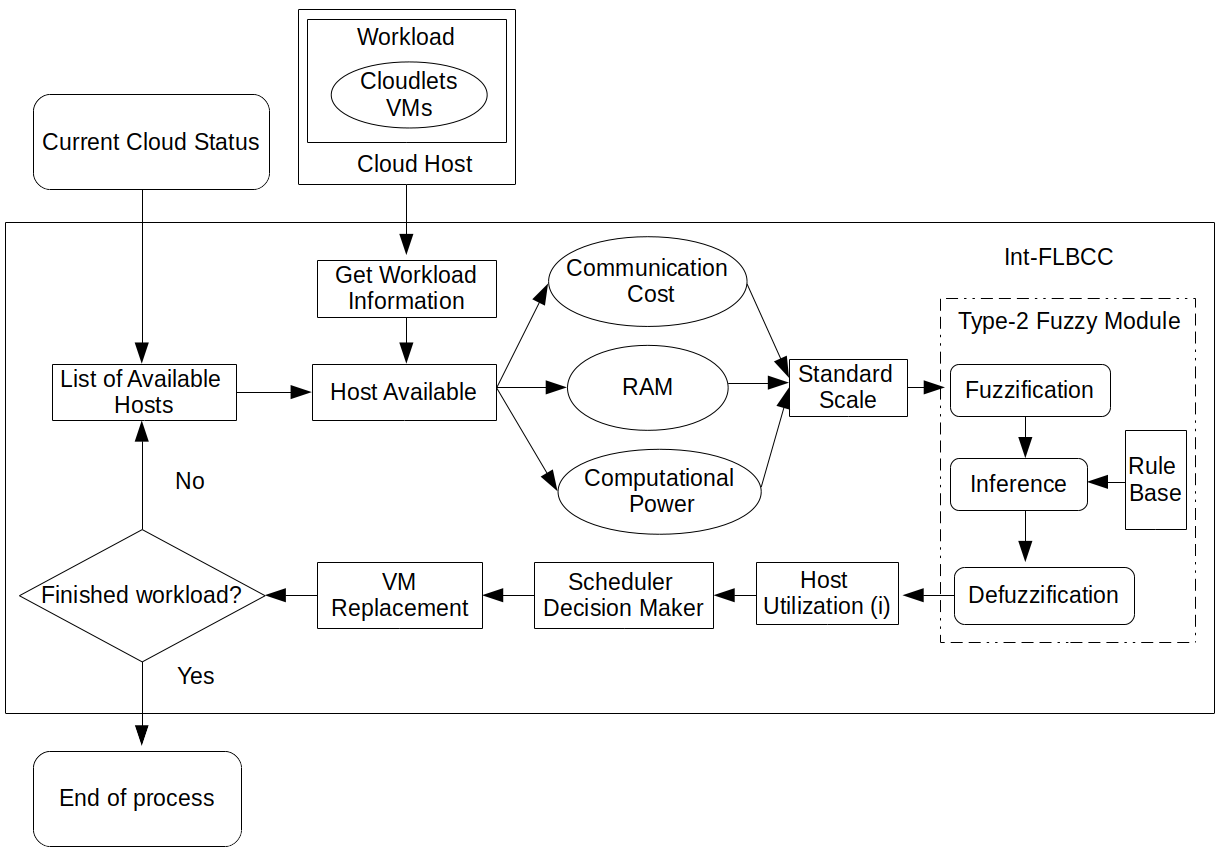 Workload
Cloudlets
VMs
Cloud Host
Current Cloud Status
Int-FLBCC
Get Workload
Information
Communication
Cost
Type-2 Fuzzy Module
List of Available
Hosts
Host Available
RAM
Standard
Scale
Fuzzification
Computational
Power
Inference
Rule
Base
No
Finished workload?
VM
Replacement
Scheduler
Decision Maker
Host
Utilization (i)
Defuzzification
Yes
End of process